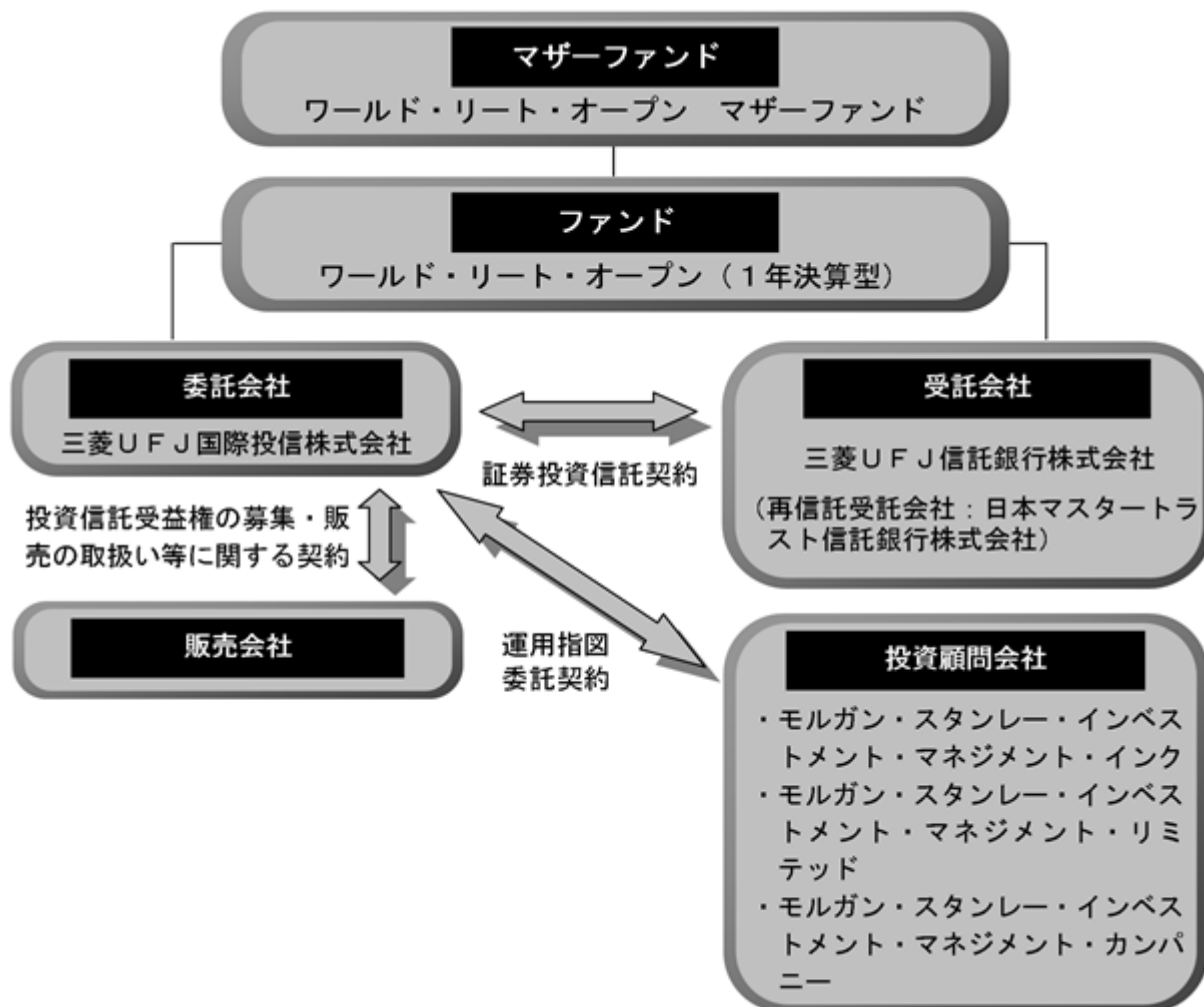 マザーファンド
ワールド・リート・オープン　マザーファンド
ファンド
ワールド・リート・オープン（１年決算型）
委託会社
三菱ＵＦＪ国際投信株式会社
受託会社
三菱ＵＦＪ信託銀行株式会社
（再信託受託会社：日本マスタートラ
スト信託銀行株式会社）
証券投資信託契約
投資信託受益権の募集・販
売の取扱い等に関する契約
販売会社
運用指図
委託契約
投資顧問会社
・モルガン・スタンレー・インベス
トメント・マネジメント・インク
・モルガン・スタンレー・インベス
トメント・マネジメント・リミ
テッド
・モルガン・スタンレー・インベス
トメント・マネジメント・カンパ
ニー